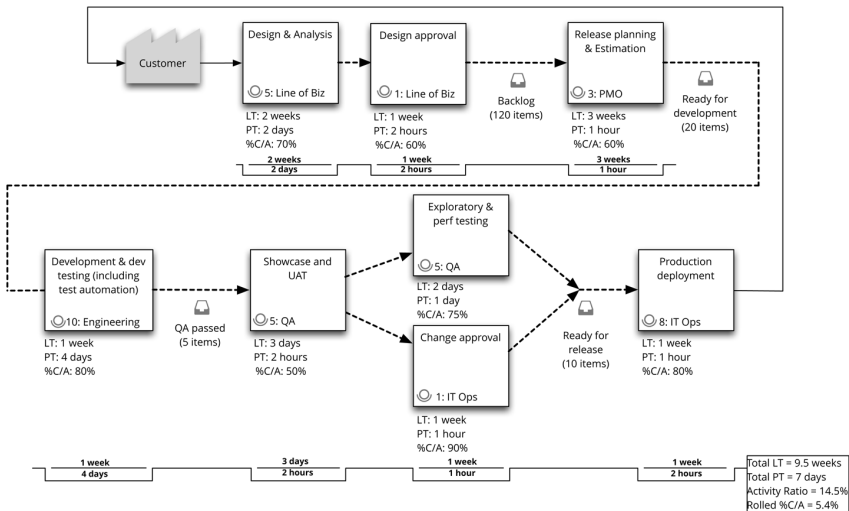 Customer
Design & Analysis
5: Line of Biz
LT: 2 weeks
PT: 2 days
%C/A: 70%
Design approval
1: Line of Biz
LT: 1 week
PT: 2 hours
%C/A: 60%
Backlog
(120 items)
Release planning
& Estimation
3: PMO
LT: 3 weeks
PT: 1 hour
%C/A: 60%
Ready for
development
(20 items)
2 weeks
2 days
1 week
2 hours
3 weeks
1 hour
Development & dev
testing (including
test automation)
10: Engineering
LT: 1 week
PT: 4 days
%C/A: 80%
QA passed
(5 items)
Showcase and
UAT
5: QA
LT: 3 days
PT: 2 hours
%C/A: 50%
Exploratory &
perf testing
5: QA
LT: 2 days
PT: 1 day
%C/A: 75%
Change approval
1: IT Ops
LT: 1 week
PT: 1 hour
%C/A: 90%
Ready for
release
(10 items)
Production
deployment
8: IT Ops
LT: 1 week
PT: 1 hour
%C/A: 80%
1 week
4 days
3 days
2 hours
1 week
1 hour
1 week
2 hours
Total LT = 9.5 weeks
Total PT = 7 days
Activity Ratio = 14.5%
Rolled %C/A = 5.4%